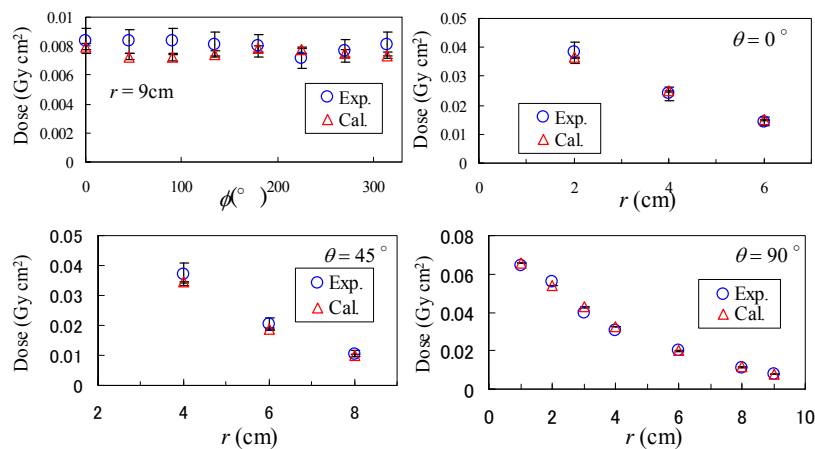 0.01
0.008
0.006
0.004
0.002
0
Dose (Gy cm²)
r = 9cm
Exp.
Cal.
0 100 200 300
ϕ(° )
0.05
0.04
0.03
0.02
0.01
0
Dose (Gy cm²)
θ = 0 °
Exp.
Cal.
0 2 4 6
r (cm)
0.05
0.04
0.03
0.02
0.01
0
Dose (Gy cm²)
θ = 45 °
Exp.
Cal.
2 4 6 8
r (cm)
0.08
0.06
0.04
0.02
0
Dose (Gy cm²)
θ = 90 °
Exp.
Cal.
0 2 4 6 8 10
r (cm)